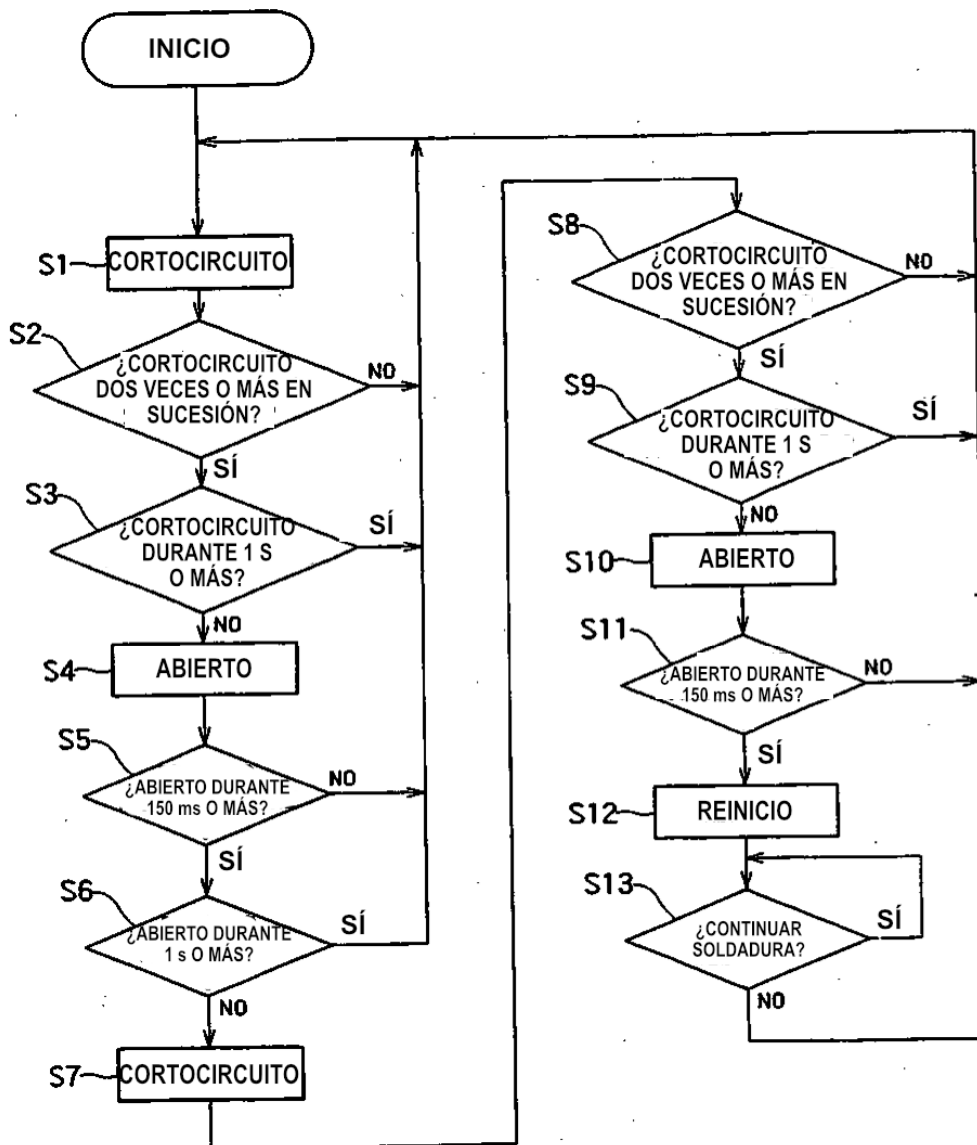 INICIO
S1
CORTOCIRCUITO
S2
¿CORTOCIRCUITO
DOS VECES O MÁS EN
SUCESIÓN?
NO
SÍ
S3
¿CORTOCIRCUITO
DURANTE 1 S
O MÁS?
SÍ
NO
S4
ABIERTO
S5
¿ABIERTO DURANTE
150 ms O MÁS?
NO
SÍ
S6
¿ABIERTO DURANTE
1 s O MÁS?
SÍ
NO
S7
CORTOCIRCUITO
S8
¿CORTOCIRCUITO
DOS VECES O MÁS EN
SUCESIÓN?
NO
SÍ
S9
¿CORTOCIRCUITO
DURANTE 1 S
O MÁS?
SÍ
NO
S10
ABIERTO
S11
¿ABIERTO DURANTE
150 ms O MÁS?
NO
SÍ
S12
REINICIO
S13
¿CONTINUAR
SOLDADURA?
SÍ
NO